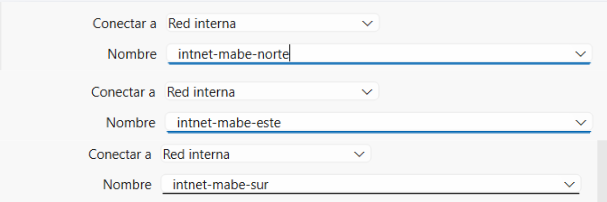 Conectar a Red interna
Nombre intnet-mabe-norte
Conectar a Red interna
Nombre intnet-mabe-este
Conectar a Red interna
Nombre intnet-mabe-sur